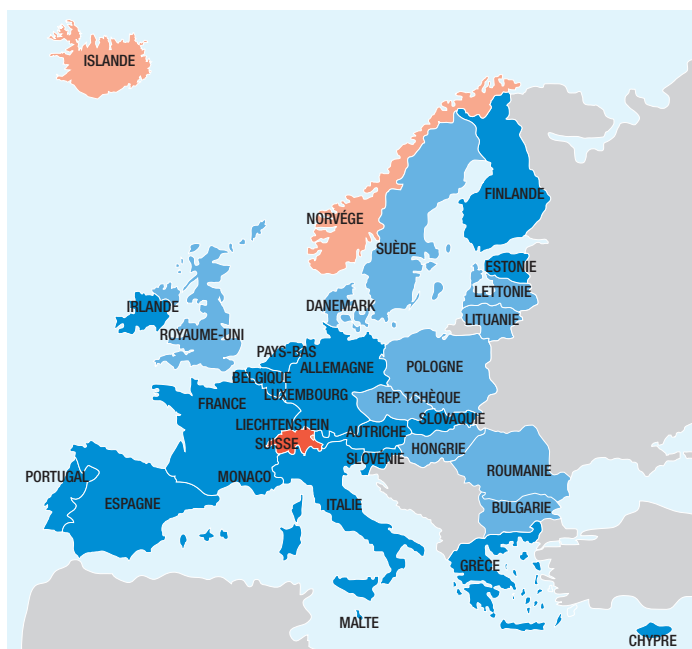 ISLANDE
FINLANDE
NORVÉGE
SUÈDE
ESTONIE
LETTONIE
DANEMARK
IRLANDE
LITUANIE
ROYAUME-UNI
PAYS-BAS
ALLEMAGNE
POLOGNE
BELGIQUE
LUXEMBOURG
REP. TCHÈQUE
FRANCE
SLOVAQUIE
LIECHTENSTEIN
AUTRICHE
SUISSE
HONGRIE
SLOVÉNIE
ROUMANIE
PORTUGAL
MONACO
ESPAGNE
ITALIE
BULGARIE
GRÈCE
MALTE
CHYPRE